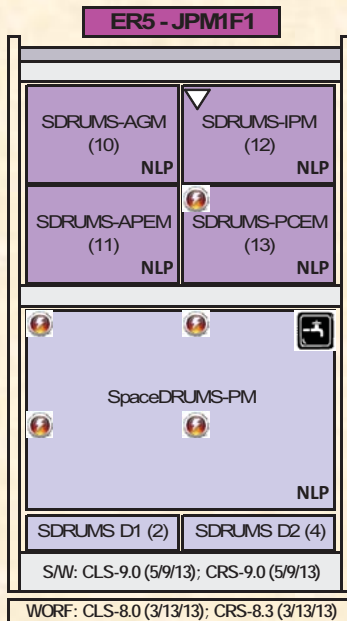 ER5 - JPM1F1
SDRUMS-AGM
(10)
NLP
SDRUMS-IPM
(12)
NLP
SDRUMS-APEM
(11)
NLP
SDRUMS-PCEM
(13)
NLP
SpaceDRUMS-PM
NLP
SDRUMS D1 (2)
SDRUMS D2 (4)
S/W: CLS-9.0 (5/9/13); CRS-9.0 (5/9/13)
WORF: CLS-8.0 (3/13/13); CRS-8.3 (3/13/13)